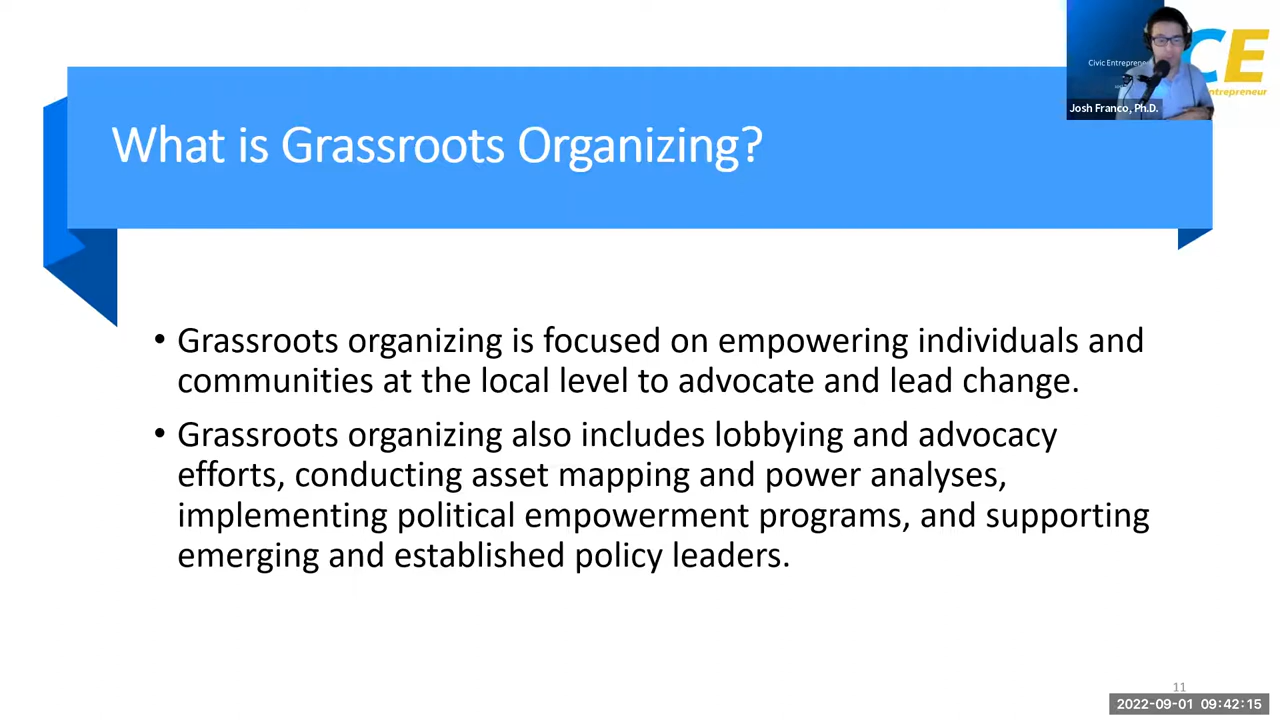 CE
Civic Entreprene
entrepreneur
Josh Franco, Ph.D.
What is Grassroots Organizing?
• Grassroots organizing is focused on empowering individuals and
communities at the local level to advocate and lead change.
• Grassroots organizing also includes lobbying and advocacy
efforts, conducting asset mapping and power analyses,
implementing political empowerment programs, and supporting
emerging and established policy leaders.
11
2022-09-01 09:42:15